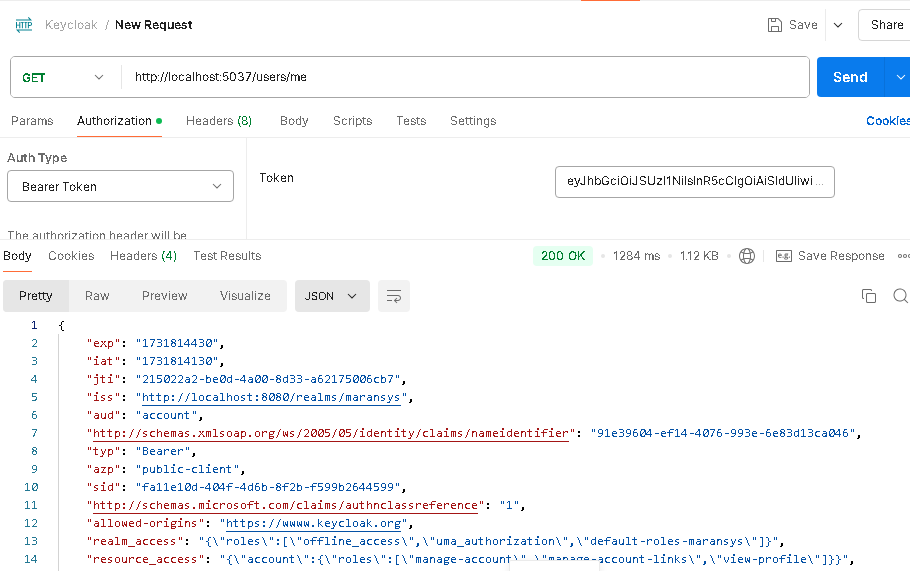 HTTP Keycloak / New Request Save Share
GET http://localhost:5037/users/me Send
Params Authorization Headers (8) Body Scripts Tests Settings Cookies
Auth Type
Bearer Token
Token
eyJhbGciOiJSUzI1NiIsInR5cCIgOiAiSldUIiwi ...
The authorization header will be
Body Cookies Headers (4) Test Results 200 OK 1284 ms 1.12 KB e.g. Save Response
Pretty Raw Preview Visualize JSON
1 {
2 "exp": "1731814430",
3 "iat": "1731814130",
4 "jti": "215022a2-be0d-4a00-8d33-a62175006cb7",
5 "iss": "http://localhost:8080/realms/maransys",
6 "aud": "account",
7 "http://schemas.xmlsoap.org/ws/2005/05/identity/claims/nameidentifier": "91e39604-ef14-4076-993e-6e83d13ca046",
8 "typ": "Bearer",
9 "azp": "public-client",
10 "sid": "fa11e10d-404f-4d6b-8f2b-f599b2644599",
11 "http://schemas.microsoft.com/claims/authnclassreference": "1",
12 "allowed-origins": "https://wwww.keycloak.org",
13 "realm_access": "{\"roles\":[\"offline_access\",\"uma_authorization\",\"default-roles-maransys\"]}",
14 "resource_access": "{\"account\":{\"roles\":[\"manage-account\",\"manage-account-links\",\"view-profile\"]}}",